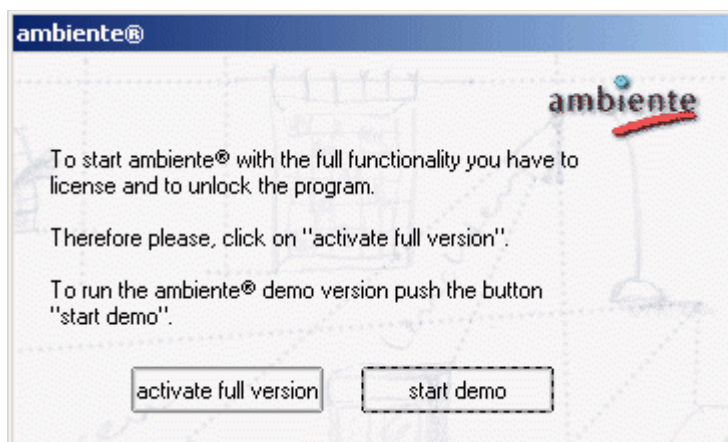 ambiente®
ambiente
To start ambiente® with the full functionality you have to
license and to unlock the program.
Therefore please, click on "activate full version".
To run the ambiente® demo version push the button
"start demo".
activate full version
start demo